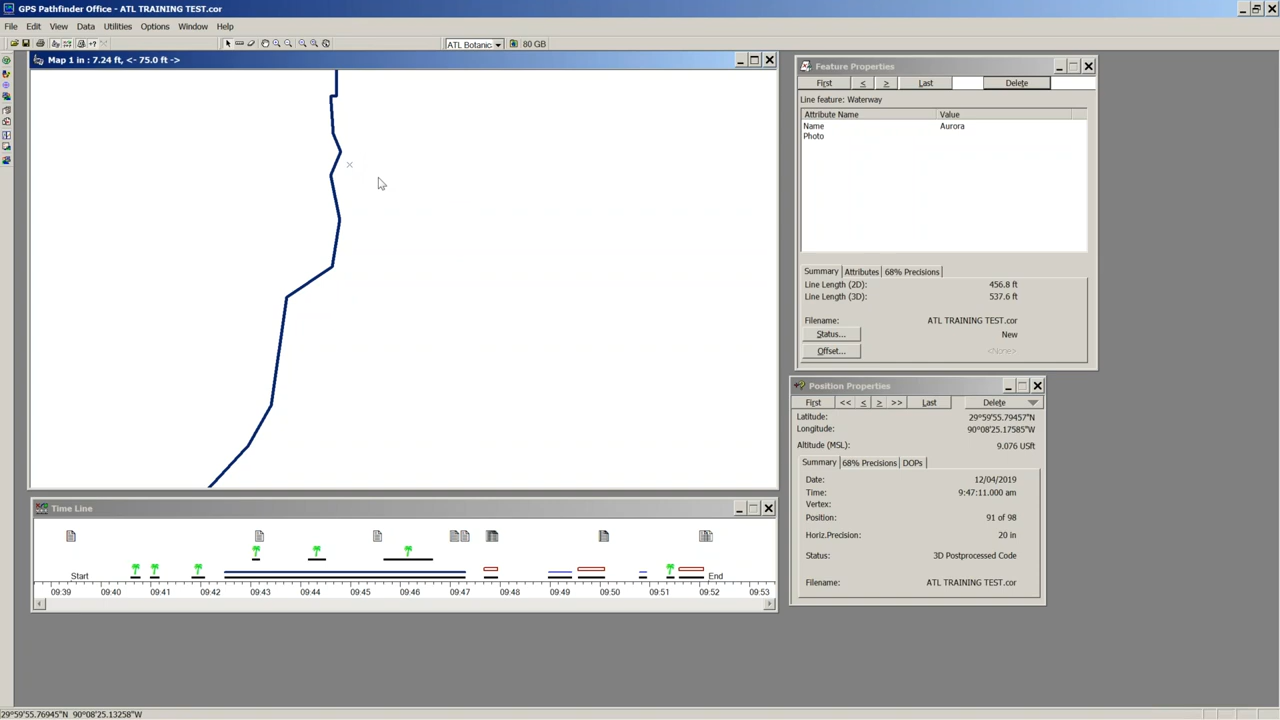 GPS Pathfinder Office - ATL TRAINING TEST.cor
File Edit View Data Utilities Options Window Help
ATL Botanic 80 GB
Map 1 in : 7.24 ft, <- 75.0 ft ->
Feature Properties
First < > Last Delete
Line feature: Waterway
Attribute Name Value
Name Aurora
Photo
Summary Attributes 68% Precisions
Line Length (2D): 456.8 ft
Line Length (3D): 537.6 ft
Filename: ATL TRAINING TEST.cor
Status... New
Offset... <None>
Position Properties
First << < > >> Last Delete
Latitude: 29°59'55.79457"N
Longitude: 90°08'25.17585"W
Altitude (MSL): 9.076 USft
Summary 68% Precisions DOPs
Date: 12/04/2019
Time: 9:47:11.000 am
Vertex:
Position: 91 of 98
Horiz.Precision: 20 in
Status: 3D Postprocessed Code
Filename: ATL TRAINING TEST.cor
Time Line
Start End
09:39 09:40 09:41 09:42 09:43 09:44 09:45 09:46 09:47 09:48 09:49 09:50 09:51 09:52 09:53
29°59'55.76945"N 90°08'25.13258"W